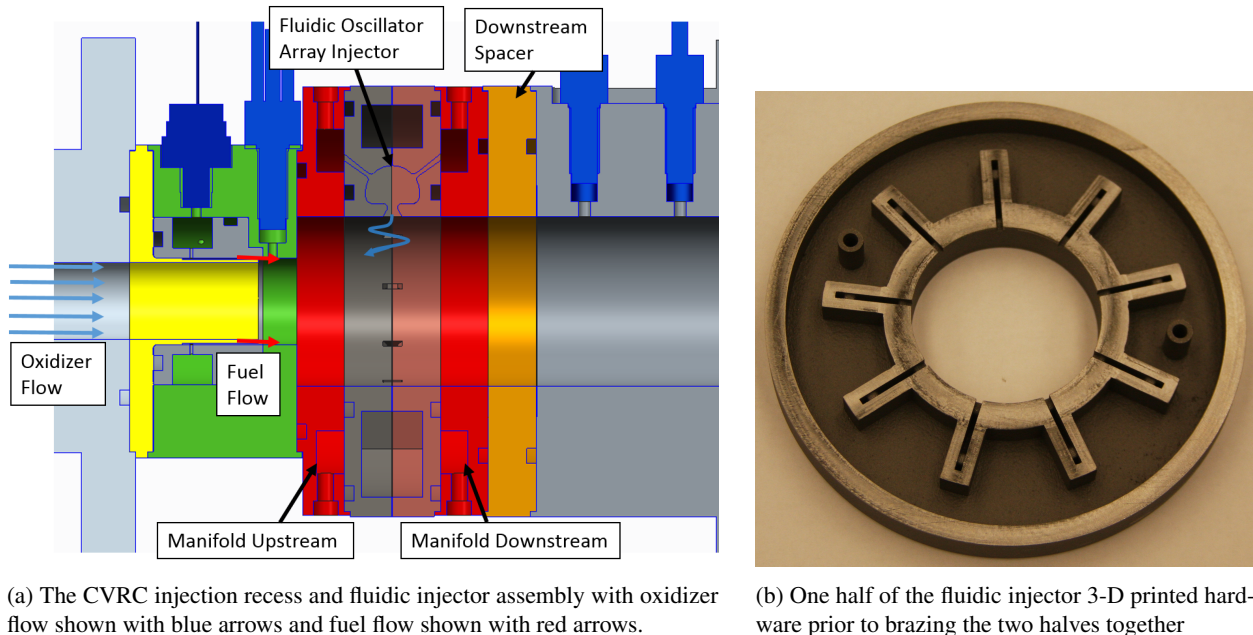 Fluidic Oscillator
Array Injector
Downstream
Spacer
Oxidizer
Flow
Fuel
Flow
Manifold Upstream
Manifold Downstream
(a) The CVRC injection recess and fluidic injector assembly with oxidizer
flow shown with blue arrows and fuel flow shown with red arrows.
(b) One half of the fluidic injector 3-D printed hard-
ware prior to brazing the two halves together